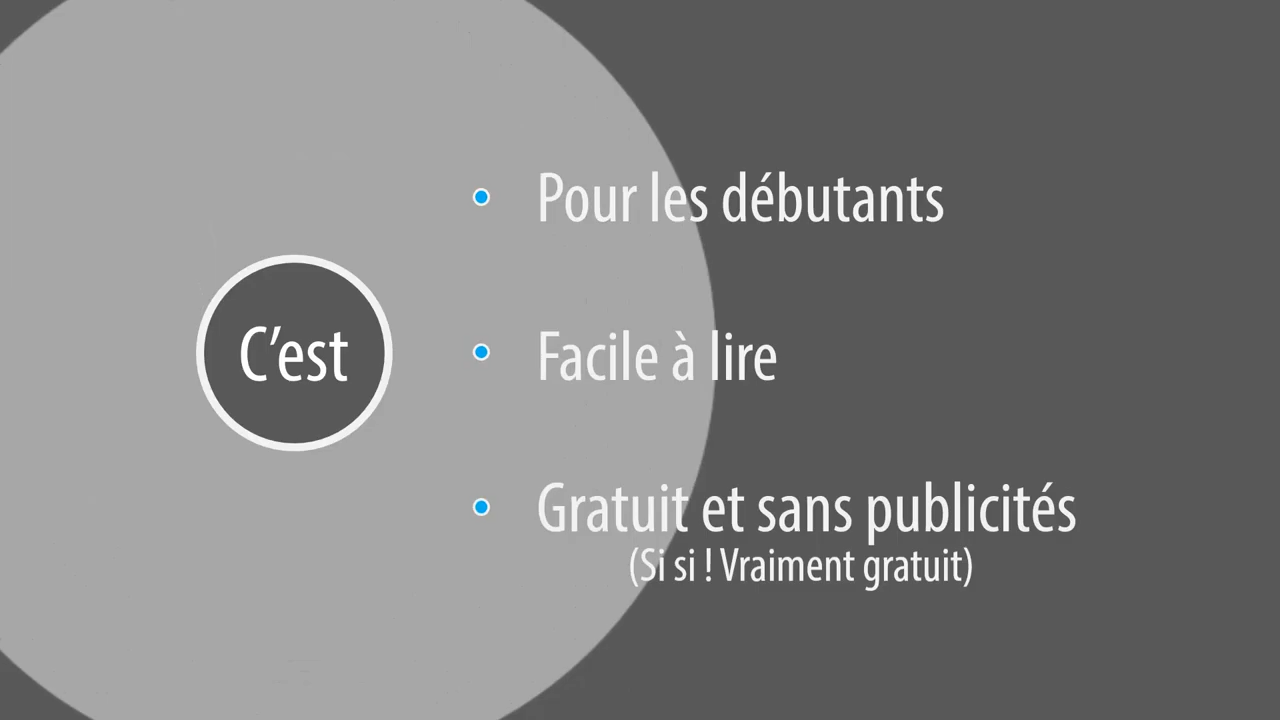 C’est
Pour les débutants
Facile à lire
Gratuit et sans publicités
(Si si ! Vraiment gratuit)